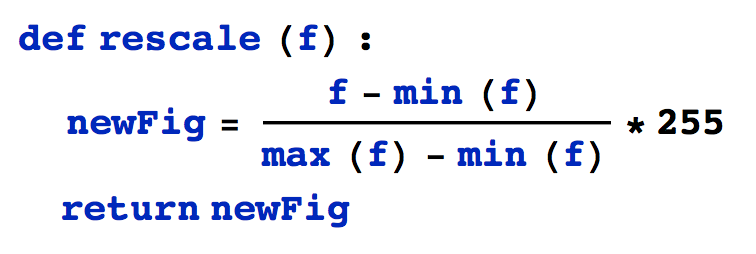 def rescale (f) :
f - min (f)
newFig = * 255
max (f) - min (f)
return newFig